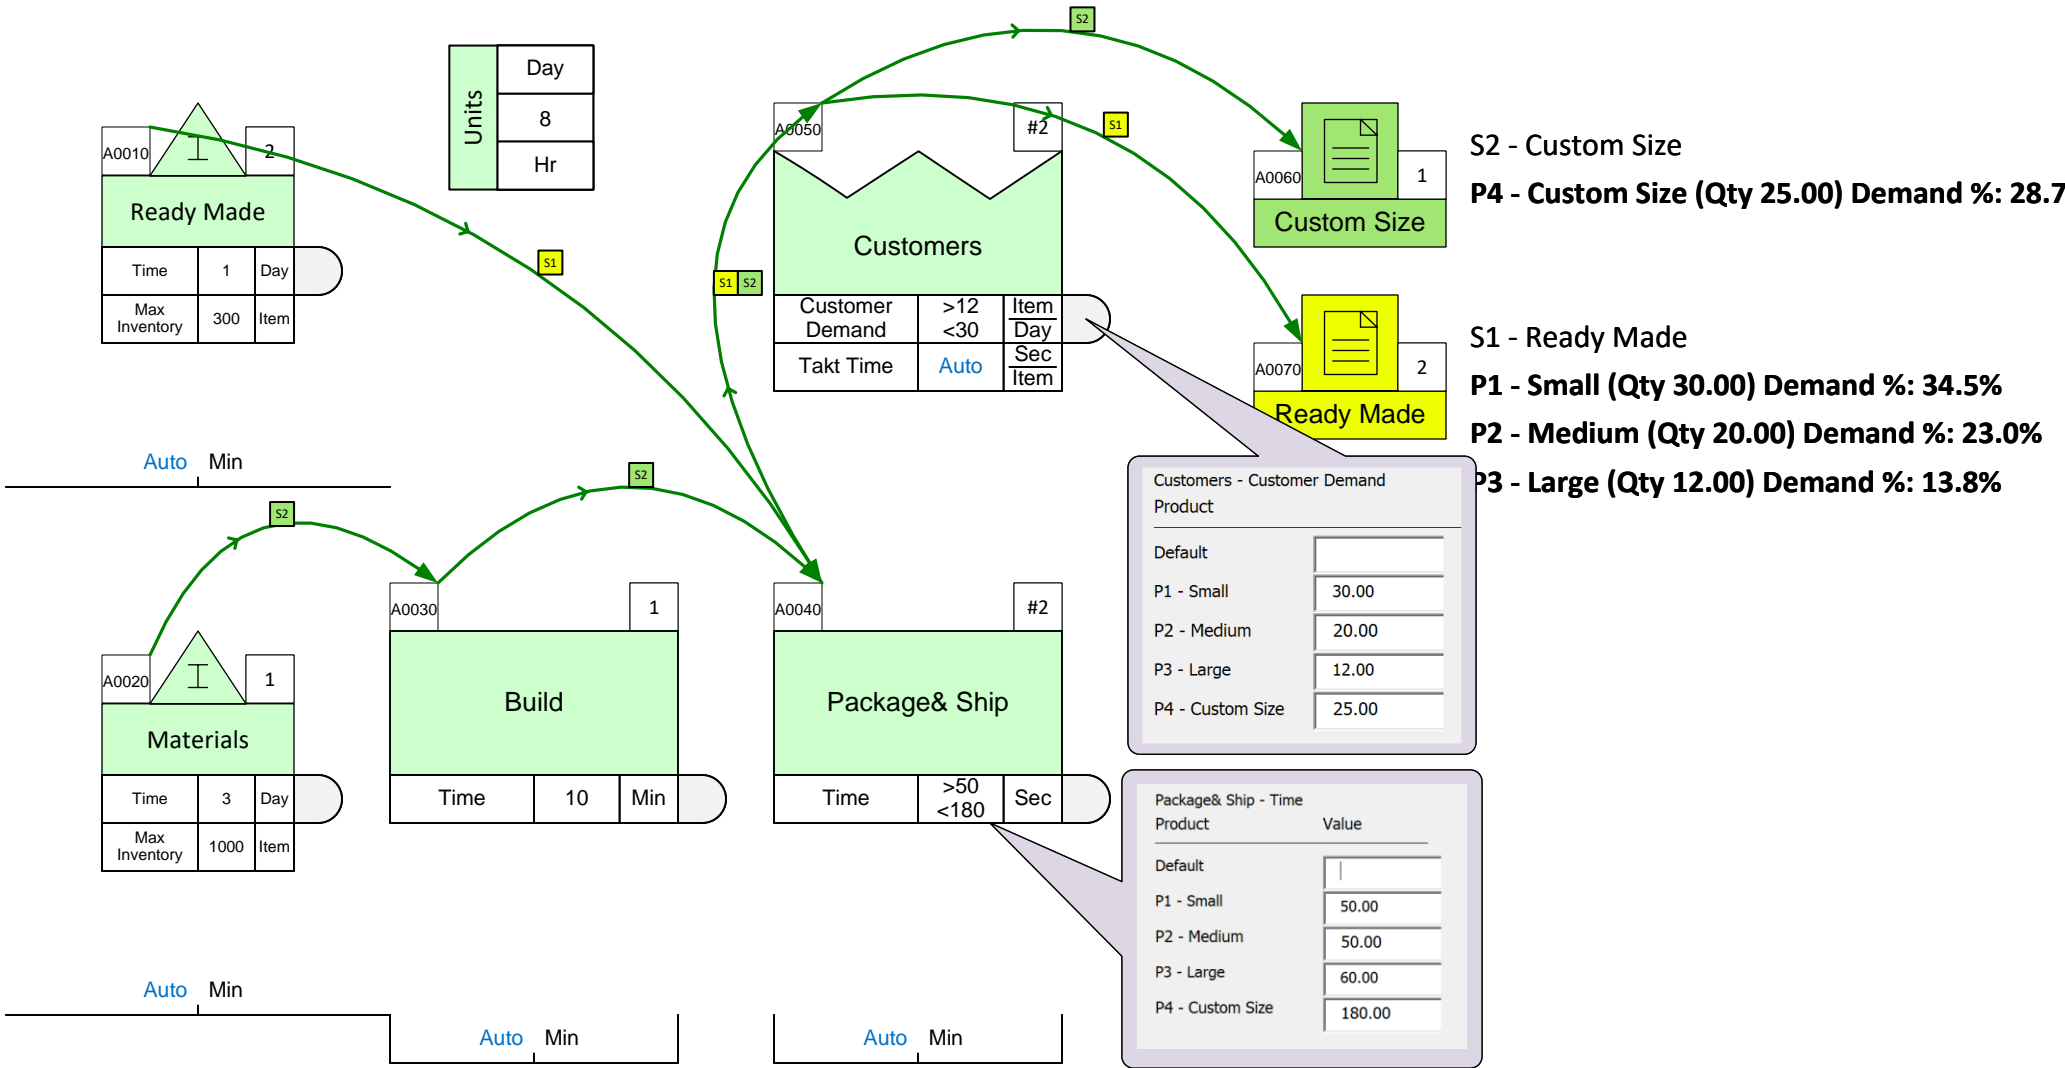 S2
Day
8
Hr
Units
A0010
I
2
Ready Made
Time 1 Day
Max Inventory 300 Item
S1
Auto Min
A0050
#2
Customers
Customer Demand >12 <30 Item Day
Takt Time Auto Sec Item
S1 S2
S1
A0060
1
Custom Size
S2 - Custom Size
P4 - Custom Size (Qty 25.00) Demand %: 28.7
A0070
2
Ready Made
S1 - Ready Made
P1 - Small (Qty 30.00) Demand %: 34.5%
P2 - Medium (Qty 20.00) Demand %: 23.0%
P3 - Large (Qty 12.00) Demand %: 13.8%
Customers - Customer Demand
Product
Default
P1 - Small 30.00
P2 - Medium 20.00
P3 - Large 12.00
P4 - Custom Size 25.00
S2
A0020
I
1
Materials
Time 3 Day
Max Inventory 1000 Item
Auto Min
S2
A0030
1
Build
Time 10 Min
Auto Min
A0040
#2
Package& Ship
Time >50 <180 Sec
Auto Min
Package& Ship - Time
Product Value
Default
P1 - Small 50.00
P2 - Medium 50.00
P3 - Large 60.00
P4 - Custom Size 180.00